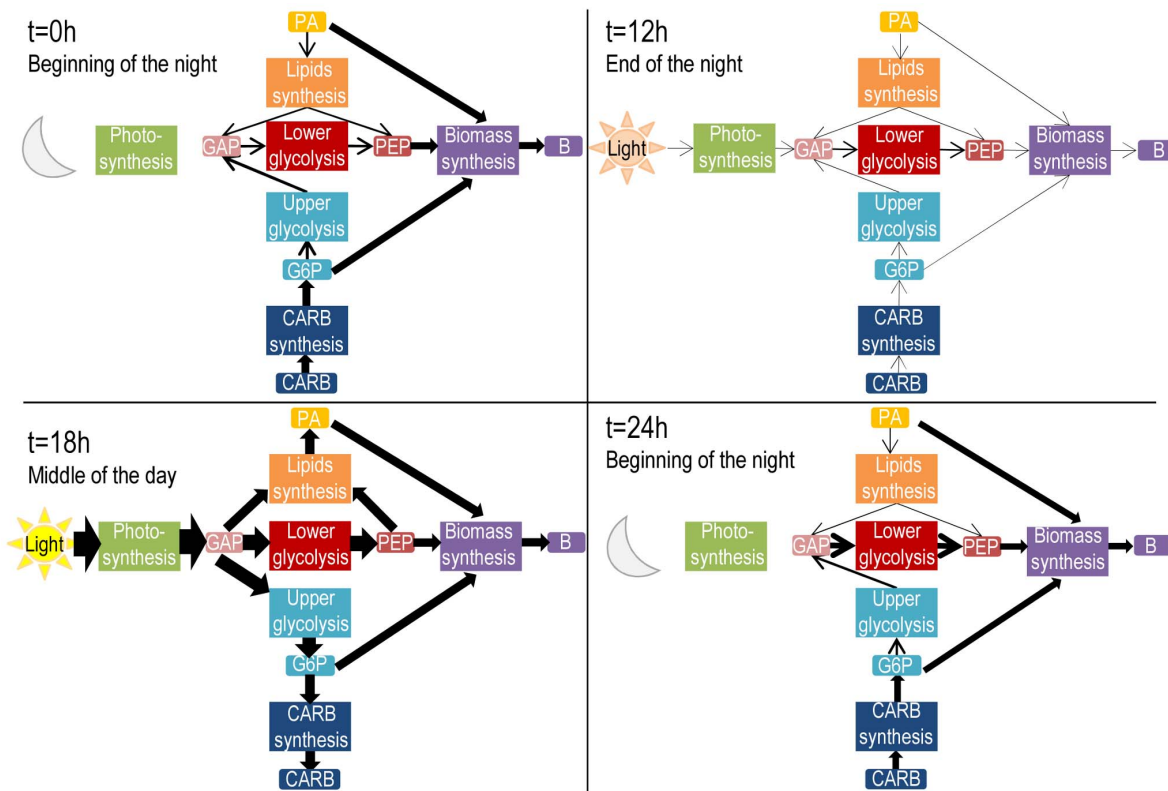 t=0h
Beginning of the night
PA
Lipids
synthesis
Photo-
synthesis
GAP
Lower
glycolysis
PEP
Biomass
synthesis
B
Upper
glycolysis
G6P
CARB
synthesis
CARB
t=12h
End of the night
PA
Lipids
synthesis
Light
Photo-
synthesis
GAP
Lower
glycolysis
PEP
Biomass
synthesis
B
Upper
glycolysis
G6P
CARB
synthesis
CARB
t=18h
Middle of the day
PA
Lipids
synthesis
Light
Photo-
synthesis
GAP
Lower
glycolysis
PEP
Biomass
synthesis
B
Upper
glycolysis
G6P
CARB
synthesis
CARB
t=24h
Beginning of the night
PA
Lipids
synthesis
Photo-
synthesis
GAP
Lower
glycolysis
PEP
Biomass
synthesis
B
Upper
glycolysis
G6P
CARB
synthesis
CARB